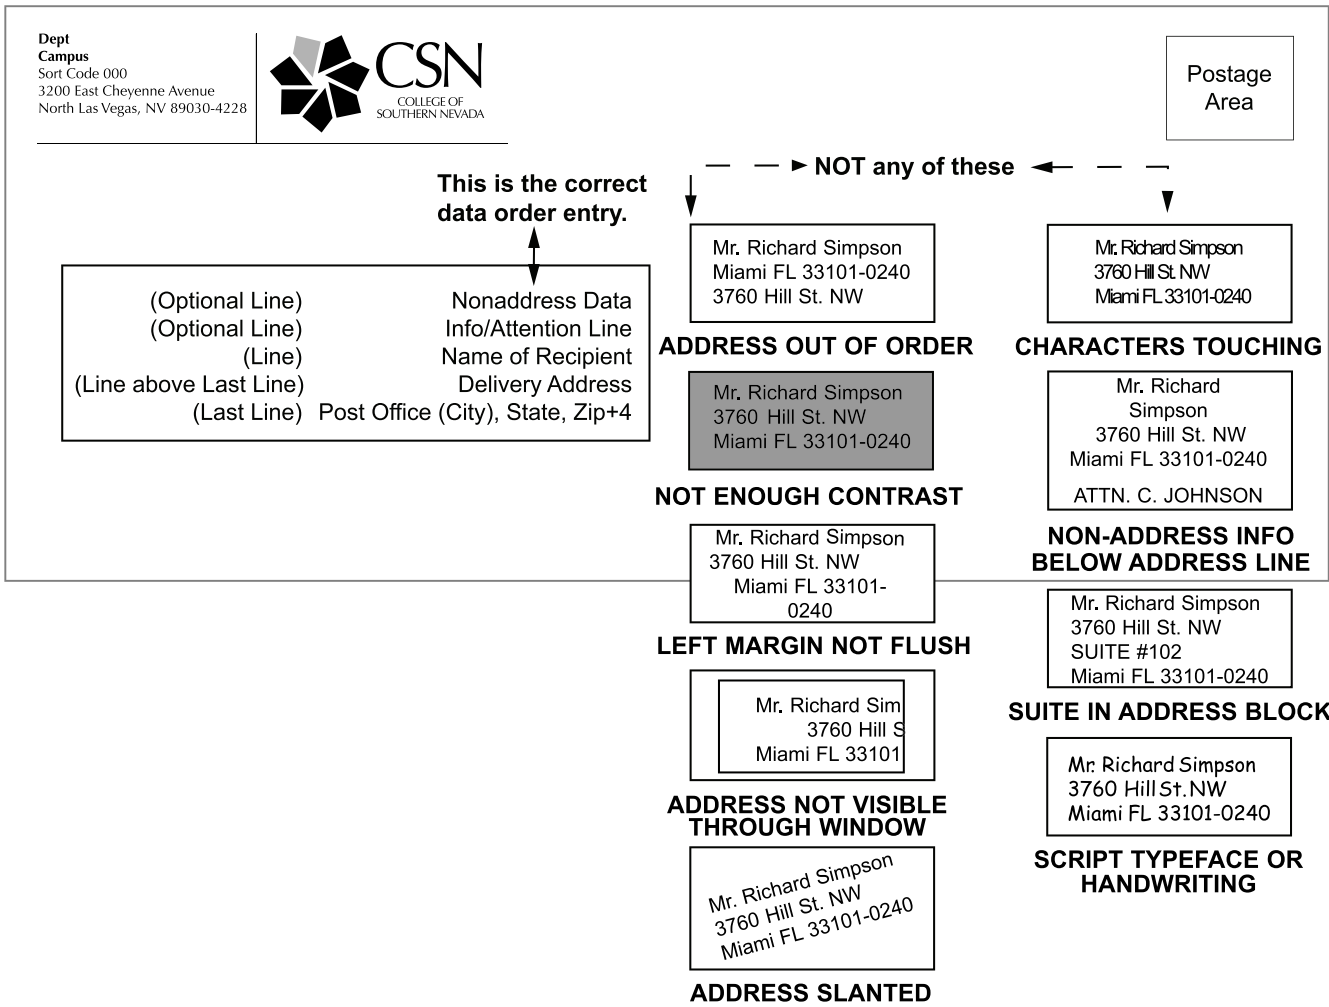 Dept
Campus
Sort Code 000
3200 East Cheyenne Avenue
North Las Vegas, NV 89030-4228
CSN
COLLEGE OF
SOUTHERN NEVADA
Postage
Area
This is the correct
data order entry.
(Optional Line) Nonaddress Data
(Optional Line) Info/Attention Line
(Line) Name of Recipient
(Line above Last Line) Delivery Address
(Last Line) Post Office (City), State, Zip+4
NOT any of these
Mr. Richard Simpson
Miami FL 33101-0240
3760 Hill St. NW
ADDRESS OUT OF ORDER
Mr. Richard Simpson
3760 Hill St. NW
Miami FL 33101-0240
NOT ENOUGH CONTRAST
Mr. Richard Simpson
3760 Hill St. NW
Miami FL 33101-
0240
LEFT MARGIN NOT FLUSH
Mr. Richard Sim
3760 Hill S
Miami FL 33101
ADDRESS NOT VISIBLE
THROUGH WINDOW
Mr. Richard Simpson
3760 Hill St. NW
Miami FL 33101-0240
ADDRESS SLANTED
Mr. Richard Simpson
3760 Hill St. NW
Miami FL 33101-0240
CHARACTERS TOUCHING
Mr. Richard
Simpson
3760 Hill St. NW
Miami FL 33101-0240
ATTN. C. JOHNSON
NON-ADDRESS INFO
BELOW ADDRESS LINE
Mr. Richard Simpson
3760 Hill St. NW
SUITE #102
Miami FL 33101-0240
SUITE IN ADDRESS BLOCK
Mr. Richard Simpson
3760 Hill St. NW
Miami FL 33101-0240
SCRIPT TYPEFACE OR
HANDWRITING